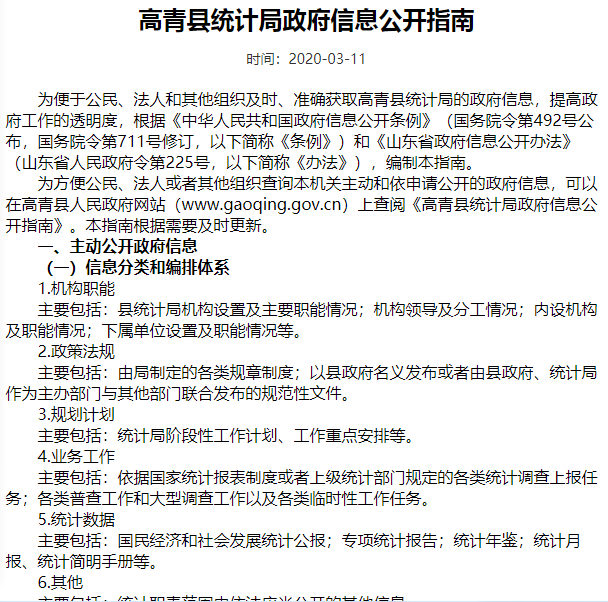 高青县统计局政府信息公开指南
时间：2020-03-11
为便于公民、法人和其他组织及时、准确获取高青县统计局的政府信息，提高政
府工作的透明度，根据《中华人民共和国政府信息公开条例》（国务院令第492号公
布，国务院令第711号修订，以下简称《条例》）和《山东省政府信息公开办法》
（山东省人民政府令第225号，以下简称《办法》），编制本指南。
为方便公民、法人或者其他组织查询本机关主动和依申请公开的政府信息，可以
在高青县人民政府网站（www.gaoqing.gov.cn）上查阅《高青县统计局政府信息公
开指南》。本指南根据需要及时更新。
一、主动公开政府信息
（一）信息分类和编排体系
1.机构职能
主要包括：县统计局机构设置及主要职能情况；机构领导及分工情况；内设机构
及职能情况；下属单位设置及职能情况等。
2.政策法规
主要包括：由局制定的各类规章制度；以县政府名义发布或者由县政府、统计局
作为主办部门与其他部门联合发布的规范性文件。
3.规划计划
主要包括：统计局阶段性工作计划、工作重点安排等。
4.业务工作
主要包括：依据国家统计报表制度或者上级统计部门规定的各类统计调查上报任
务；各类普查工作和大型调查工作以及各类临时性工作任务。
5.统计数据
主要包括：国民经济和社会发展统计公报；专项统计报告；统计年鉴；统计月
报、统计简明手册等。
6.其他
主要包括：统计职责范围内依法应当公开的其他信息